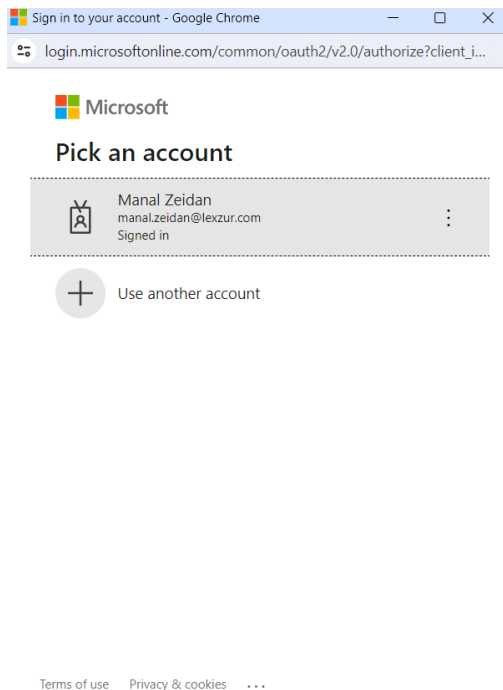 Sign in to your account - Google Chrome
login.microsoftonline.com/common/oauth2/v2.0/authorize?client_i...
Microsoft
Pick an account
Manal Zeidan
manal.zeidan@lexzur.com
Signed in
Use another account
Terms of use Privacy & cookies ...